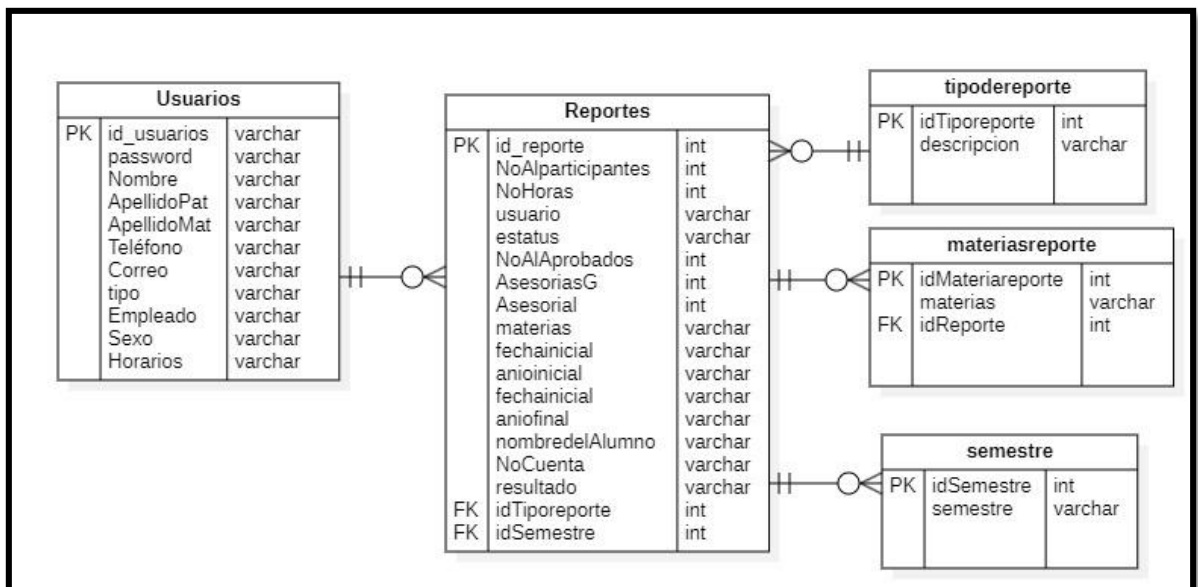 Usuarios
PK id_usuarios varchar
password varchar
Nombre varchar
ApellidoPat varchar
ApellidoMat varchar
Teléfono varchar
Correo varchar
tipo varchar
Empleado varchar
Sexo varchar
Horarios varchar
Reportes
PK id_reporte int
NoAlparticipantes int
NoHoras int
usuario varchar
estatus varchar
NoAlAprobados int
AsesoriasG int
AsesoriaI int
materias varchar
fechainicial varchar
anioinicial varchar
fechainicial varchar
aniofinal varchar
nombredelAlumno varchar
NoCuenta varchar
resultado varchar
FK idTiporeporte int
FK idSemestre int
tipodereporte
PK idTiporeporte int
descripcion varchar
materiasreporte
PK idMateriareporte int
materias varchar
FK idReporte int
semestre
PK idSemestre int
semestre varchar